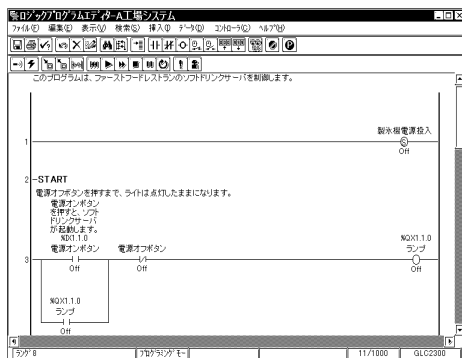 ロジックプログラムエディター-A工場システム
ファイル(F) 編集(E) 表示(V) 検索(S) 挿入(I) データ(D) コントローラ(C) ヘルプ(H)
このプログラムは、ファーストフードレストランのソフトドリンクサーバを制御します。
製氷機電源投入
1
S
Off
2 START
電源オフボタンを押すまで、ライトは点灯したままになります。
電源オンボタン
を押すと、ソフト
ドリンクサーバ
が起動します。
%IX1.1.0 %QX1.1.0
電源オンボタン 電源オフボタン ランプ
3
Off Off Off
%QX1.1.0
ランプ
Off
ラング 8 プログラミング モー 11/1000 GLC2300